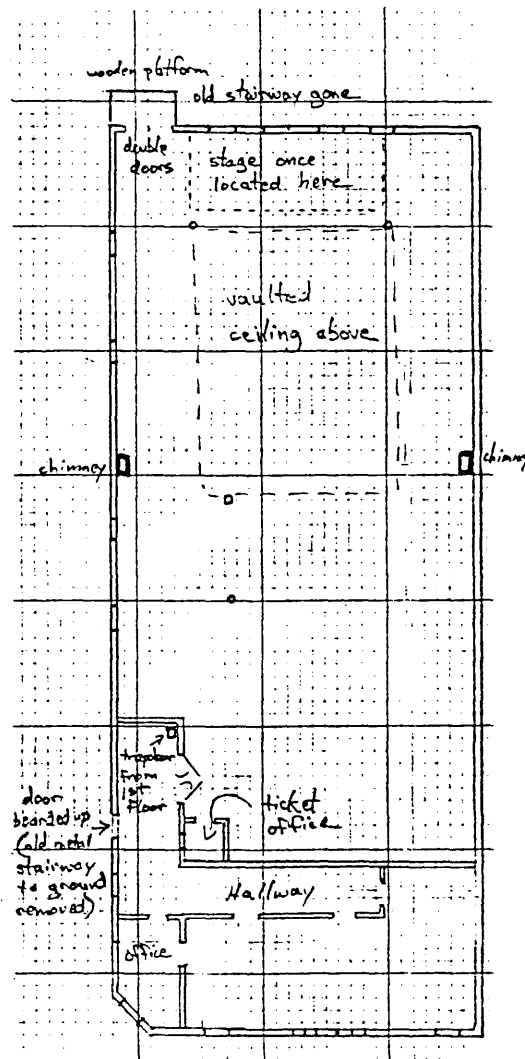 wooden platform
old stairway gone
double
doors
stage once
located here
vaulted
ceiling above
chimney
chimney
trapdoor
from
1st
Floor
door
boarded up
(old metal
stairway
to ground
removed)
ticket
office
Hallway
office